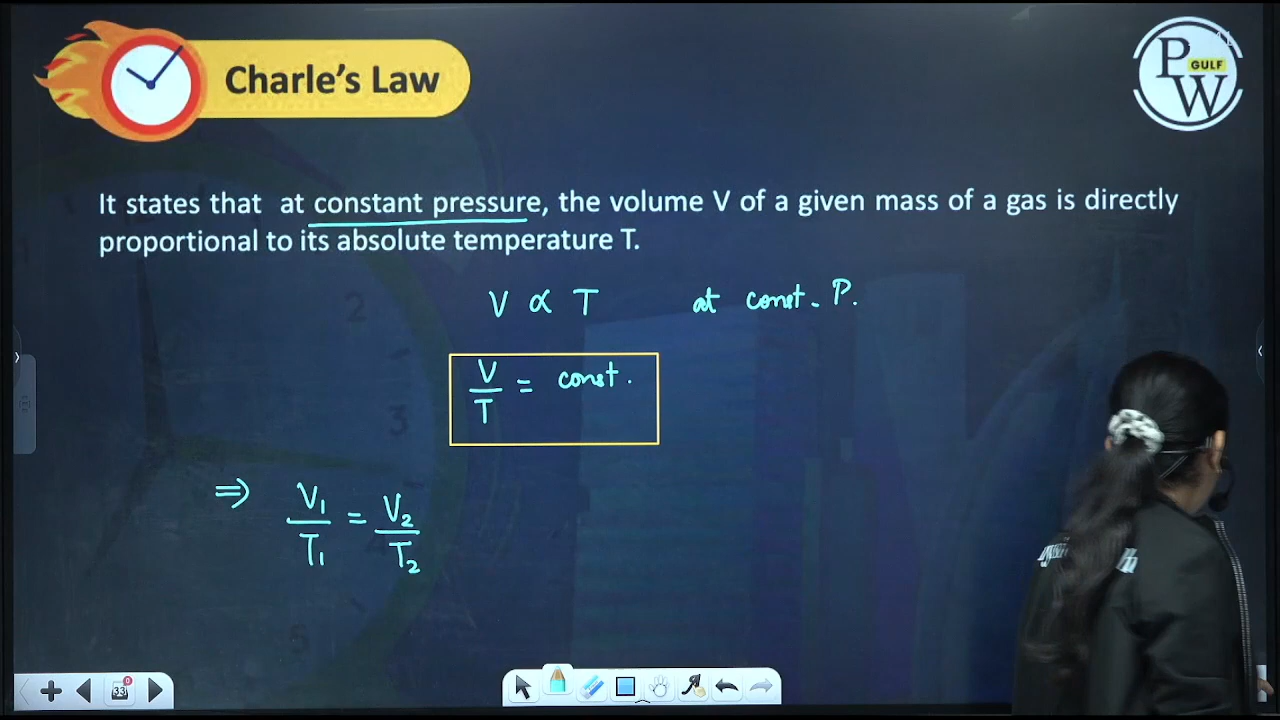 Charle's Law
P GULF W
It states that at constant pressure, the volume V of a given mass of a gas is directly
proportional to its absolute temperature T.
V ∝ T at const. P.
V/T = const.
⇒ V₁/T₁ = V₂/T₂
33